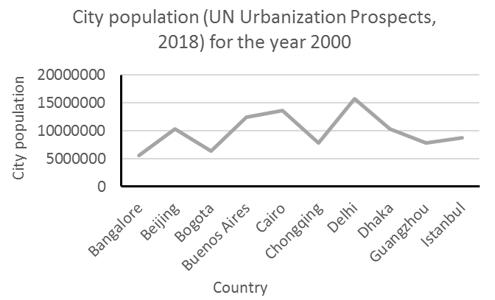 City population (UN Urbanization Prospects,
2018) for the year 2000
City population
20000000
15000000
10000000
5000000
0
Bangalore
Beijing
Bogota
Buenos Aires
Cairo
Chongqing
Delhi
Dhaka
Guangzhou
Istanbul
Country